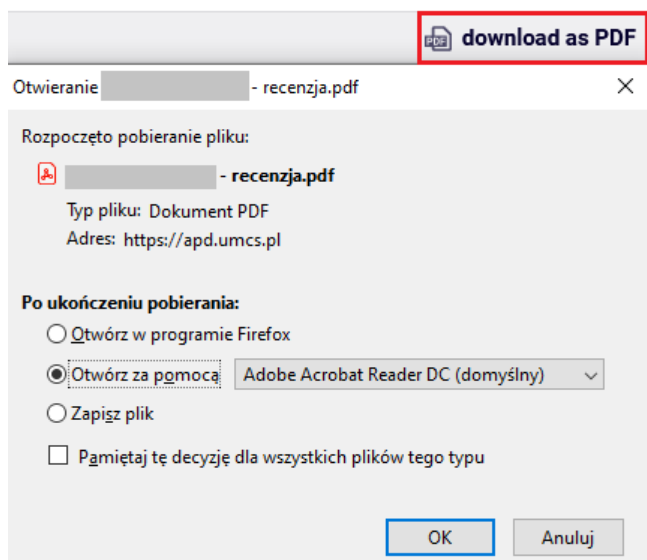 PDF download as PDF
Otwieranie - recenzja.pdf
Rozpoczęto pobieranie pliku:
- recenzja.pdf
Typ pliku: Dokument PDF
Adres: https://apd.umcs.pl
Po ukończeniu pobierania:
Otwórz w programie Firefox
Otwórz za pomocą Adobe Acrobat Reader DC (domyślny)
Zapisz plik
Pamiętaj tę decyzję dla wszystkich plików tego typu
OK Anuluj